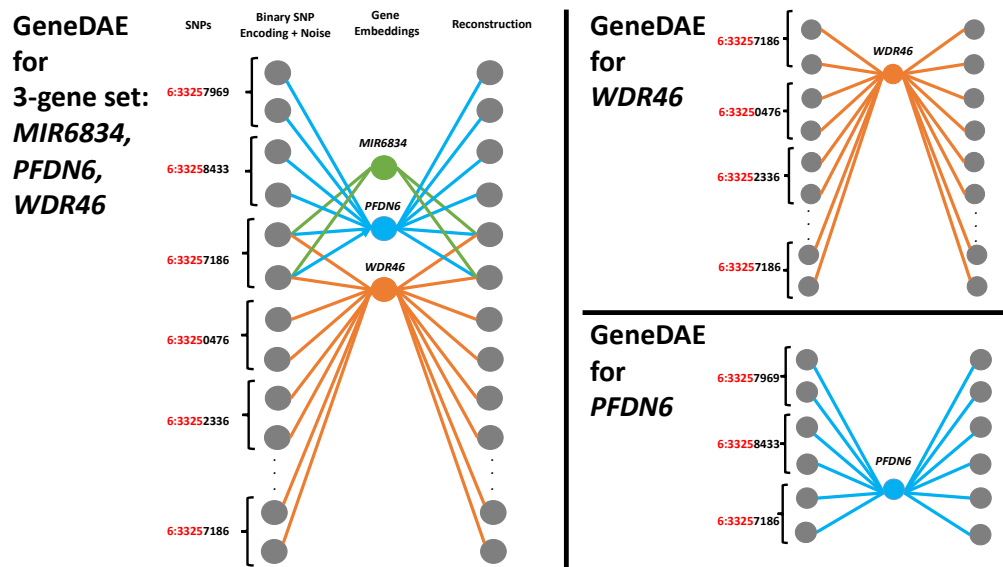 GeneDAE
for
3-gene set:
MIR6834,
PFDN6,
WDR46
SNPs
Binary SNP
Encoding + Noise
Gene
Embeddings
Reconstruction
6:33257969
6:33258433
6:33257186
6:33250476
6:33252336
6:33257186
MIR6834
PFDN6
WDR46
GeneDAE
for
WDR46
6:33257186
6:33250476
6:33252336
6:33257186
WDR46
GeneDAE
for
PFDN6
6:33257969
6:33258433
6:33257186
PFDN6